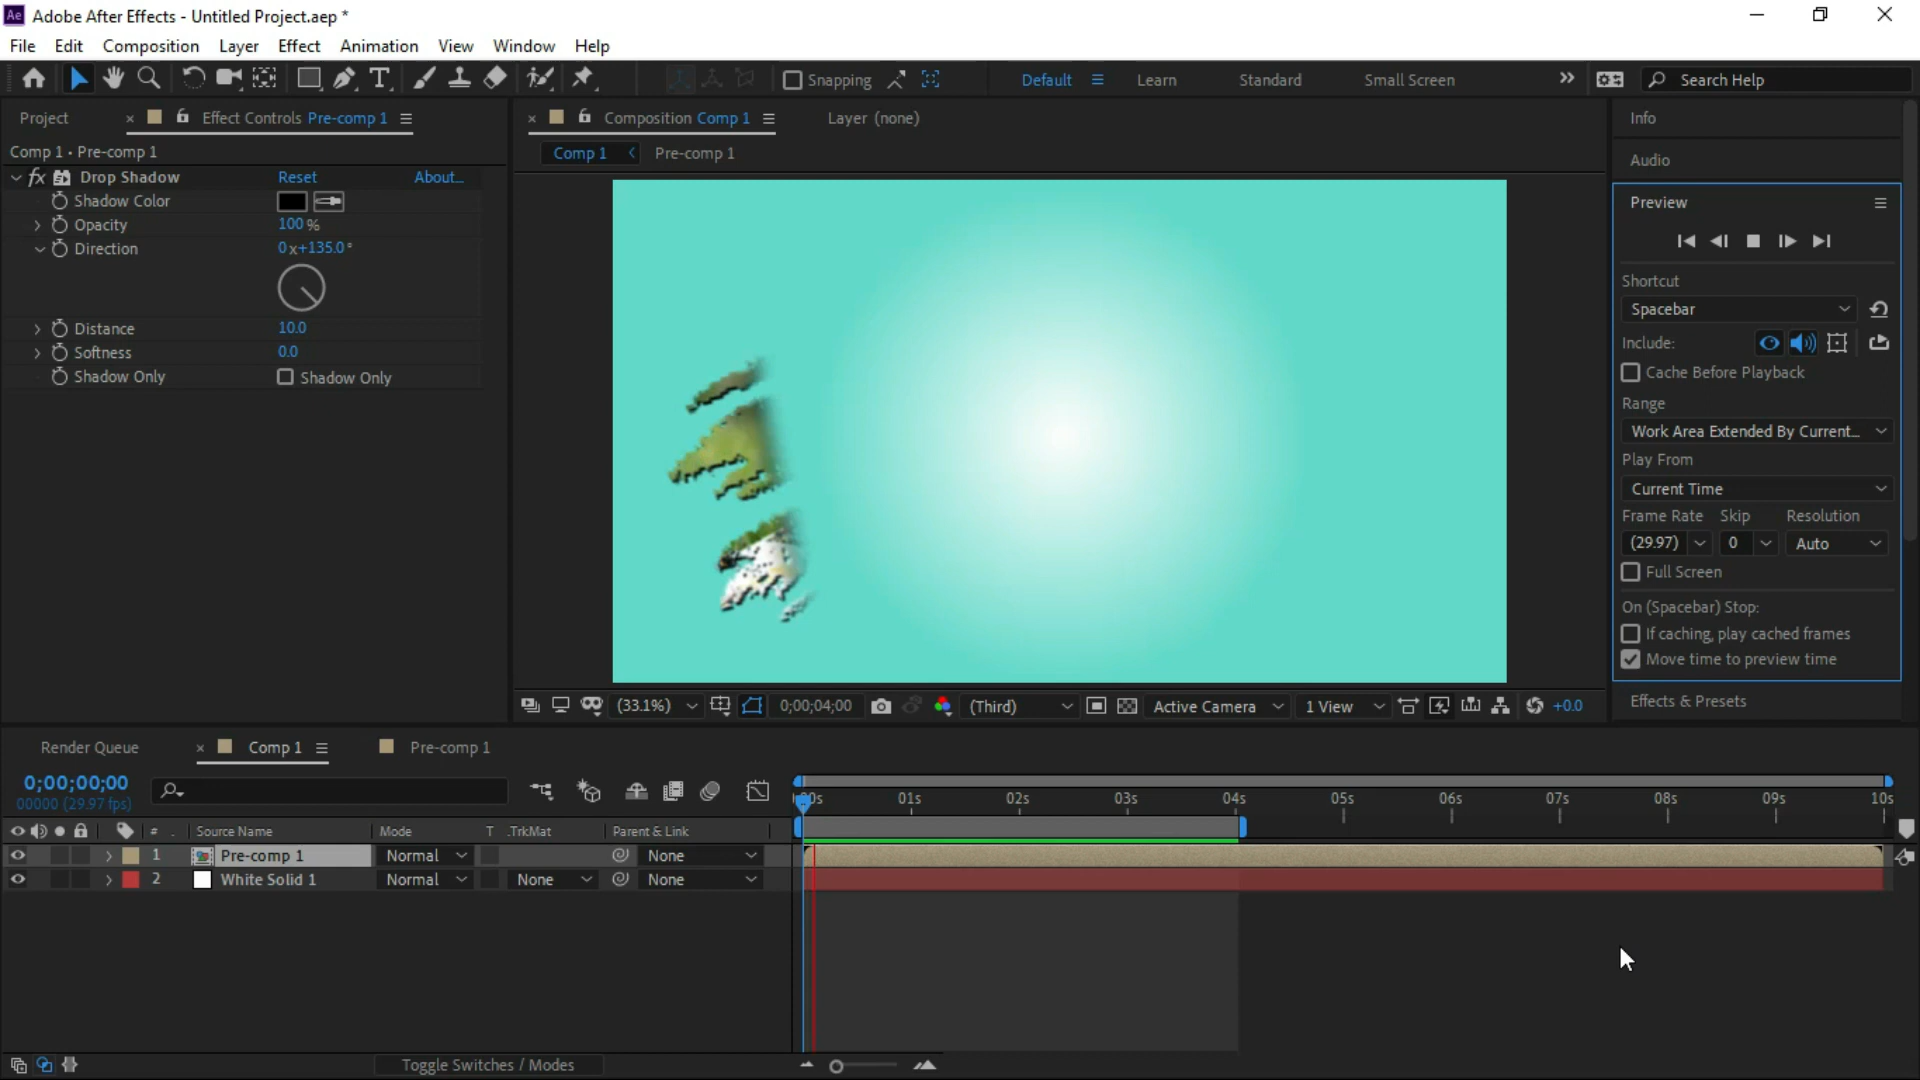 Ae Adobe After Effects - Untitled Project.aep *
File Edit Composition Layer Effect Animation View Window Help
Snapping Default Learn Standard Small Screen Search Help
Project Effect Controls Pre-comp 1
Comp 1 • Pre-comp 1
fx Drop Shadow Reset About...
Shadow Color
Opacity 100 %
Direction 0 x+135.0 °
Distance 10.0
Softness 0.0
Shadow Only Shadow Only
Composition Comp 1 Layer (none)
Comp 1 Pre-comp 1
(33.1%) 0;00;04;00 (Third) Active Camera 1 View +0.0
Info
Audio
Preview
Shortcut
Spacebar
Include:
Cache Before Playback
Range
Work Area Extended By Current...
Play From
Current Time
Frame Rate Skip Resolution
(29.97) 0 Auto
Full Screen
On (Spacebar) Stop:
If caching, play cached frames
Move time to preview time
Effects & Presets
Render Queue Comp 1 Pre-comp 1
0;00;00;00
00000 (29.97 fps)
01s 02s 03s 04s 05s 06s 07s 08s 09s 10s
# Source Name Mode T .TrkMat Parent & Link
1 Pre-comp 1 Normal None
2 White Solid 1 Normal None None
Toggle Switches / Modes